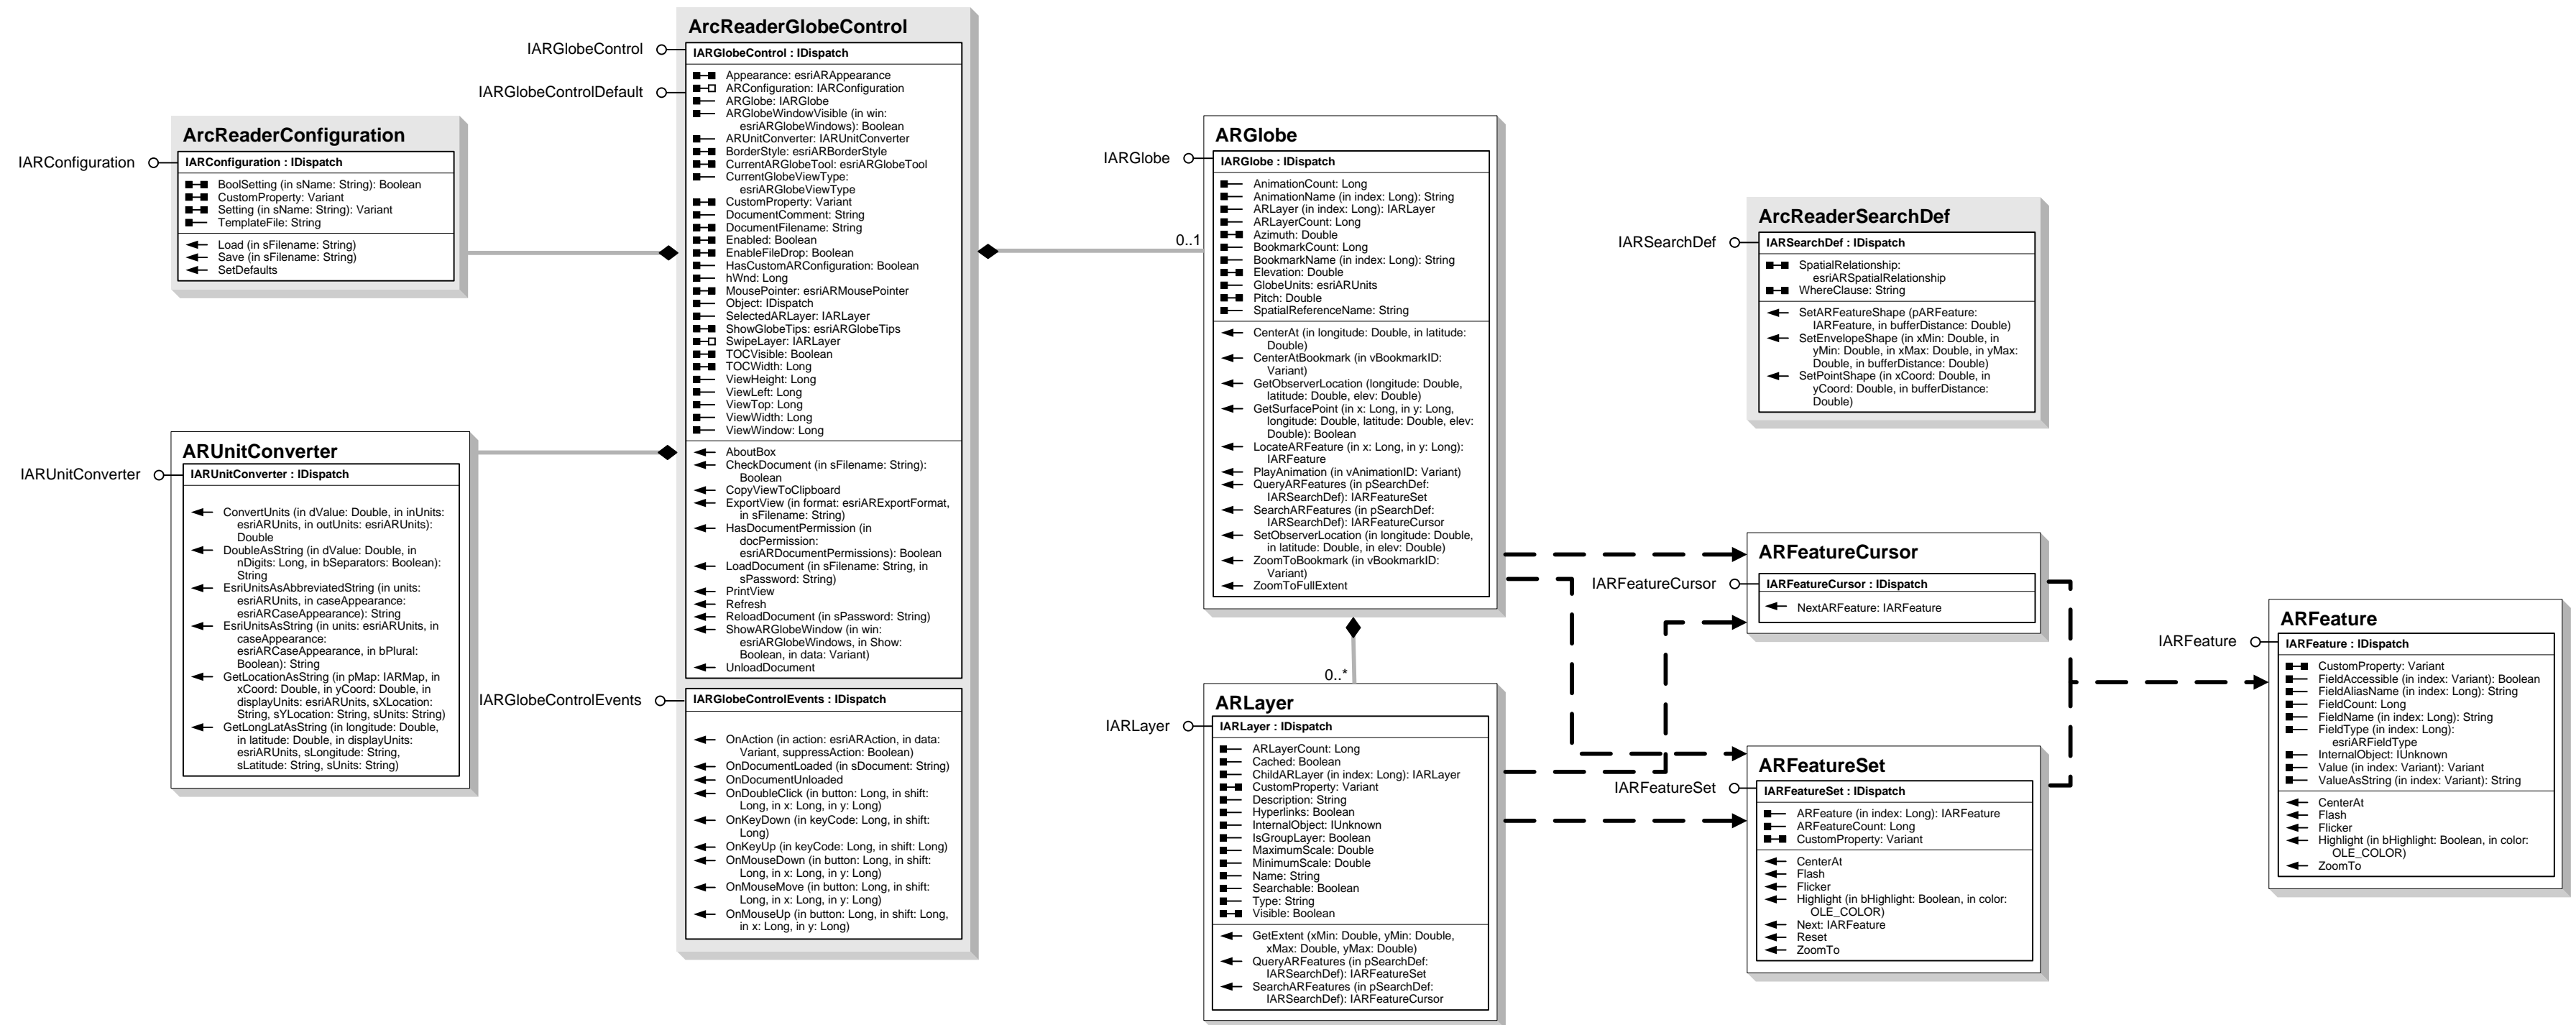 ArcReaderConfiguration
IARConfiguration
IARConfiguration : IDispatch
BoolSetting (in sName: String): Boolean
CustomProperty: Variant
Setting (in sName: String): Variant
TemplateFile: String
Load (in sFilename: String)
Save (in sFilename: String)
SetDefaults
ARUnitConverter
IARUnitConverter
IARUnitConverter : IDispatch
ConvertUnits (in dValue: Double, in inUnits:
esriARUnits, in outUnits: esriARUnits):
Double
DoubleAsString (in dValue: Double, in
nDigits: Long, in bSeparators: Boolean):
String
EsriUnitsAsAbbreviatedString (in units:
esriARUnits, in caseAppearance:
esriARCaseAppearance): String
EsriUnitsAsString (in units: esriARUnits, in
caseAppearance:
esriARCaseAppearance, in bPlural:
Boolean): String
GetLocationAsString (in pMap: IARMap, in
xCoord: Double, in yCoord: Double, in
displayUnits: esriARUnits, sXLocation:
String, sYLocation: String, sUnits: String)
GetLongLatAsString (in longitude: Double,
in latitude: Double, in displayUnits:
esriARUnits, sLongitude: String,
sLatitude: String, sUnits: String)
ArcReaderGlobeControl
IARGlobeControl
IARGlobeControlDefault
IARGlobeControl : IDispatch
Appearance: esriARAppearance
ARConfiguration: IARConfiguration
ARGlobe: IARGlobe
ARGlobeWindowVisible (in win:
esriARGlobeWindows): Boolean
ARUnitConverter: IARUnitConverter
BorderStyle: esriARBorderStyle
CurrentARGlobeTool: esriARGlobeTool
CurrentGlobeViewType:
esriARGlobeViewType
CustomProperty: Variant
DocumentComment: String
DocumentFilename: String
Enabled: Boolean
EnableFileDrop: Boolean
HasCustomARConfiguration: Boolean
hWnd: Long
MousePointer: esriARMousePointer
Object: IDispatch
SelectedARLayer: IARLayer
ShowGlobeTips: esriARGlobeTips
SwipeLayer: IARLayer
TOCVisible: Boolean
TOCWidth: Long
ViewHeight: Long
ViewLeft: Long
ViewTop: Long
ViewWidth: Long
ViewWindow: Long
AboutBox
CheckDocument (in sFilename: String):
Boolean
CopyViewToClipboard
ExportView (in format: esriARExportFormat,
in sFilename: String)
HasDocumentPermission (in
docPermission:
esriARDocumentPermissions): Boolean
LoadDocument (in sFilename: String, in
sPassword: String)
PrintView
Refresh
ReloadDocument (in sPassword: String)
ShowARGlobeWindow (in win:
esriARGlobeWindows, in Show:
Boolean, in data: Variant)
UnloadDocument
IARGlobeControlEvents
IARGlobeControlEvents : IDispatch
OnAction (in action: esriARAction, in data:
Variant, suppressAction: Boolean)
OnDocumentLoaded (in sDocument: String)
OnDocumentUnloaded
OnDoubleClick (in button: Long, in shift:
Long, in x: Long, in y: Long)
OnKeyDown (in keyCode: Long, in shift:
Long)
OnKeyUp (in keyCode: Long, in shift: Long)
OnMouseDown (in button: Long, in shift:
Long, in x: Long, in y: Long)
OnMouseMove (in button: Long, in shift:
Long, in x: Long, in y: Long)
OnMouseUp (in button: Long, in shift: Long,
in x: Long, in y: Long)
0..1
ARGlobe
IARGlobe
IARGlobe : IDispatch
AnimationCount: Long
AnimationName (in index: Long): String
ARLayer (in index: Long): IARLayer
ARLayerCount: Long
Azimuth: Double
BookmarkCount: Long
BookmarkName (in index: Long): String
Elevation: Double
GlobeUnits: esriARUnits
Pitch: Double
SpatialReferenceName: String
CenterAt (in longitude: Double, in latitude:
Double)
CenterAtBookmark (in vBookmarkID:
Variant)
GetObserverLocation (longitude: Double,
latitude: Double, elev: Double)
GetSurfacePoint (in x: Long, in y: Long,
longitude: Double, latitude: Double, elev:
Double): Boolean
LocateARFeature (in x: Long, in y: Long):
IARFeature
PlayAnimation (in vAnimationID: Variant)
QueryARFeatures (in pSearchDef:
IARSearchDef): IARFeatureSet
SearchARFeatures (in pSearchDef:
IARSearchDef): IARFeatureCursor
SetObserverLocation (in longitude: Double,
in latitude: Double, in elev: Double)
ZoomToBookmark (in vBookmarkID:
Variant)
ZoomToFullExtent
0..*
ARLayer
IARLayer
IARLayer : IDispatch
ARLayerCount: Long
Cached: Boolean
ChildARLayer (in index: Long): IARLayer
CustomProperty: Variant
Description: String
Hyperlinks: Boolean
InternalObject: IUnknown
IsGroupLayer: Boolean
MaximumScale: Double
MinimumScale: Double
Name: String
Searchable: Boolean
Type: String
Visible: Boolean
GetExtent (xMin: Double, yMin: Double,
xMax: Double, yMax: Double)
QueryARFeatures (in pSearchDef:
IARSearchDef): IARFeatureSet
SearchARFeatures (in pSearchDef:
IARSearchDef): IARFeatureCursor
ArcReaderSearchDef
IARSearchDef
IARSearchDef : IDispatch
SpatialRelationship:
esriARSpatialRelationship
WhereClause: String
SetARFeatureShape (pARFeature:
IARFeature, in bufferDistance: Double)
SetEnvelopeShape (in xMin: Double, in
yMin: Double, in xMax: Double, in yMax:
Double, in bufferDistance: Double)
SetPointShape (in xCoord: Double, in
yCoord: Double, in bufferDistance:
Double)
ARFeatureCursor
IARFeatureCursor
IARFeatureCursor : IDispatch
NextARFeature: IARFeature
ARFeatureSet
IARFeatureSet
IARFeatureSet : IDispatch
ARFeature (in index: Long): IARFeature
ARFeatureCount: Long
CustomProperty: Variant
CenterAt
Flash
Flicker
Highlight (in bHighlight: Boolean, in color:
OLE_COLOR)
Next: IARFeature
Reset
ZoomTo
ARFeature
IARFeature
IARFeature : IDispatch
CustomProperty: Variant
FieldAccessible (in index: Variant): Boolean
FieldAliasName (in index: Long): String
FieldCount: Long
FieldName (in index: Long): String
FieldType (in index: Long):
esriARFieldType
InternalObject: IUnknown
Value (in index: Variant): Variant
ValueAsString (in index: Variant): String
CenterAt
Flash
Flicker
Highlight (in bHighlight: Boolean, in color:
OLE_COLOR)
ZoomTo